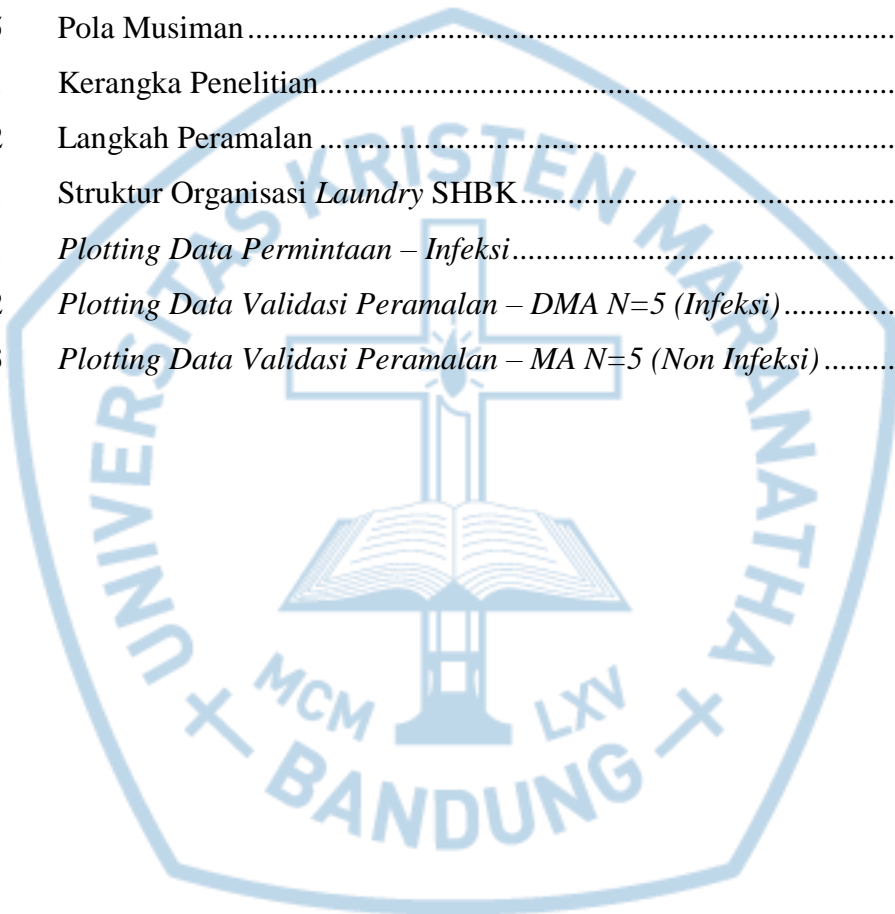 Pola Musiman........................................................................
Kerangka Penelitian...............................................................
Langkah Peramalan...............................................................
Struktur Organisasi Laundry SHBK..........................................
Plotting Data Permintaan – Infeksi..........................................
Plotting Data Validasi Peramalan – DMA N=5 (Infeksi)..............
Plotting Data Validasi Peramalan – MA N=5 (Non Infeksi).........
UNIVERSITAS KRISTEN MARANATHA
MCM LXV
BANDUNG